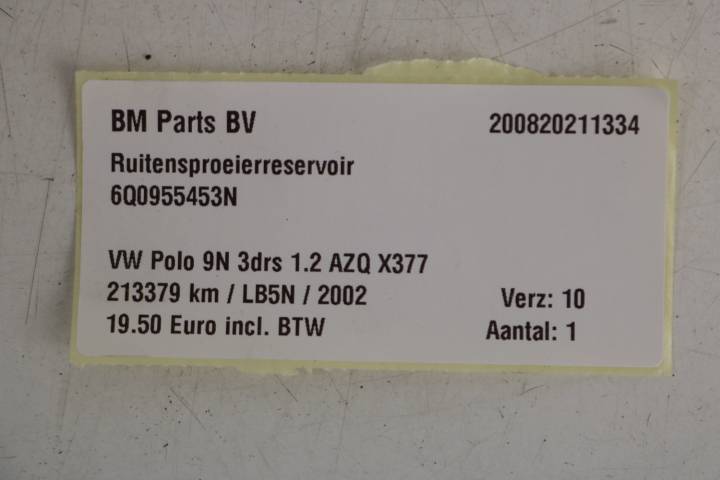 BM Parts BV 200820211334
Ruitensproeierreservoir
6Q0955453N
VW Polo 9N 3drs 1.2 AZQ X377
213379 km / LB5N / 2002 Verz: 10
19.50 Euro incl. BTW Aantal: 1